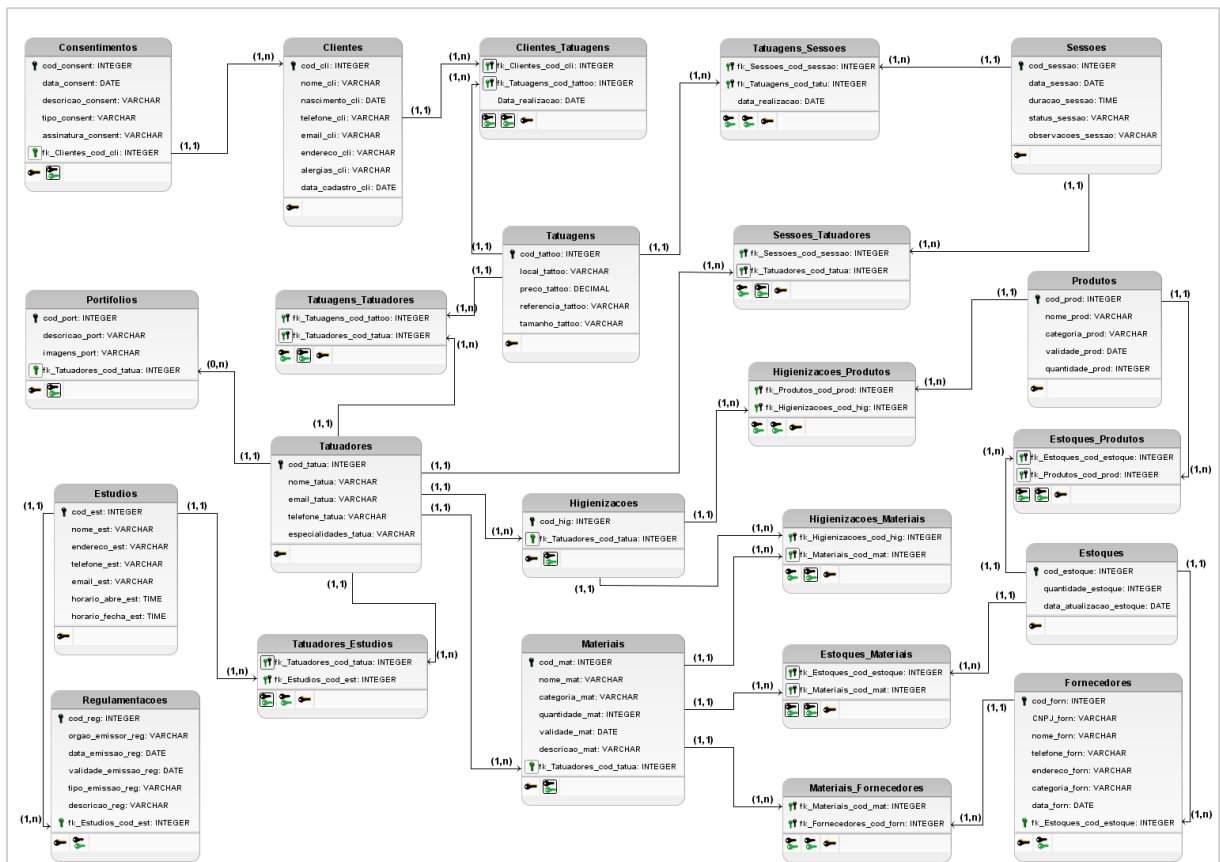 Consentimentos
cod_consent: INTEGER
data_consent: DATE
descricao_consent: VARCHAR
tipo_consent: VARCHAR
assinatura_consent: VARCHAR
fk_Clientes_cod_cli: INTEGER
(1,1)
(1,n)
Clientes
cod_cli: INTEGER
nome_cli: VARCHAR
nascimento_cli: DATE
telefone_cli: VARCHAR
email_cli: VARCHAR
endereco_cli: VARCHAR
alergias_cli: VARCHAR
data_cadastro_cli: DATE
(1,1)
(1,n)
(1,n)
Clientes_Tatuagens
fk_Clientes_cod_cli: INTEGER
fk_Tatuagens_cod_tattoo: INTEGER
Data_realizacao: DATE
(1,n)
(1,n)
Tatuagens_Sessoes
fk_Sessoes_cod_sessao: INTEGER
fk_Tatuagens_cod_tatu: INTEGER
data_realizacao: DATE
(1,n)
(1,1)
Sessoes
cod_sessao: INTEGER
data_sessao: DATE
duracao_sessao: TIME
status_sessao: VARCHAR
observacoes_sessao: VARCHAR
(1,1)
(1,1)
Tatuagens
cod_tattoo: INTEGER
local_tattoo: VARCHAR
preco_tattoo: DECIMAL
referencia_tattoo: VARCHAR
tamanho_tattoo: VARCHAR
(1,1)
(1,1)
(1,n)
Sessoes_Tatuadores
fk_Sessoes_cod_sessao: INTEGER
fk_Tatuadores_cod_tatua: INTEGER
(1,n)
(1,n)
Portifolios
cod_port: INTEGER
descricao_port: VARCHAR
imagens_port: VARCHAR
fk_Tatuadores_cod_tatua: INTEGER
(0,n)
Tatuagens_Tatuadores
fk_Tatuagens_cod_tattoo: INTEGER
fk_Tatuadores_cod_tatua: INTEGER
(1,n)
(1,1)
(1,1)
Produtos
cod_prod: INTEGER
nome_prod: VARCHAR
categoria_prod: VARCHAR
validade_prod: DATE
quantidade_prod: INTEGER
(1,1)
(1,1)
Higienizacoes_Produtos
fk_Produtos_cod_prod: INTEGER
fk_Higienizacoes_cod_hig: INTEGER
(1,n)
(1,n)
Tatuadores
cod_tatua: INTEGER
nome_tatua: VARCHAR
email_tatua: VARCHAR
telefone_tatua: VARCHAR
especialidades_tatua: VARCHAR
(1,1)
(1,1)
(1,1)
(1,1)
Estoques_Produtos
fk_Estoques_cod_estoque: INTEGER
fk_Produtos_cod_prod: INTEGER
(1,n)
(1,n)
Estudios
cod_est: INTEGER
nome_est: VARCHAR
endereco_est: VARCHAR
telefone_est: VARCHAR
email_est: VARCHAR
horario_abre_est: TIME
horario_fecha_est: TIME
(1,1)
(1,1)
Higienizacoes
cod_hig: INTEGER
fk_Tatuadores_cod_tatua: INTEGER
(1,n)
(1,1)
(1,1)
Higienizacoes_Materiais
fk_Higienizacoes_cod_hig: INTEGER
fk_Materiais_cod_mat: INTEGER
(1,n)
(1,n)
Estoques
cod_estoque: INTEGER
quantidade_estoque: INTEGER
data_atualizacao_estoque: DATE
(1,1)
(1,1)
(1,1)
Tatuadores_Estudios
fk_Tatuadores_cod_tatua: INTEGER
fk_Estudios_cod_est: INTEGER
(1,n)
(1,n)
Materiais
cod_mat: INTEGER
nome_mat: VARCHAR
categoria_mat: VARCHAR
quantidade_mat: INTEGER
validade_mat: DATE
descricao_mat: VARCHAR
fk_Tatuadores_cod_tatua: INTEGER
(1,n)
(1,1)
(1,1)
(1,1)
Estoques_Materiais
fk_Estoques_cod_estoque: INTEGER
fk_Materiais_cod_mat: INTEGER
(1,n)
(1,n)
Fornecedores
cod_forn: INTEGER
CNPJ_forn: VARCHAR
nome_forn: VARCHAR
telefone_forn: VARCHAR
endereco_forn: VARCHAR
categoria_forn: VARCHAR
data_forn: DATE
fk_Estoques_cod_estoque: INTEGER
(1,1)
(1,n)
Regulamentacoes
cod_reg: INTEGER
orgao_emissor_reg: VARCHAR
data_emissao_reg: DATE
validade_emissao_reg: DATE
tipo_emissao_reg: VARCHAR
descricao_reg: VARCHAR
fk_Estudios_cod_est: INTEGER
(1,n)
Materiais_Fornecedores
fk_Materiais_cod_mat: INTEGER
fk_Fornecedores_cod_forn: INTEGER
(1,n)
(1,n)